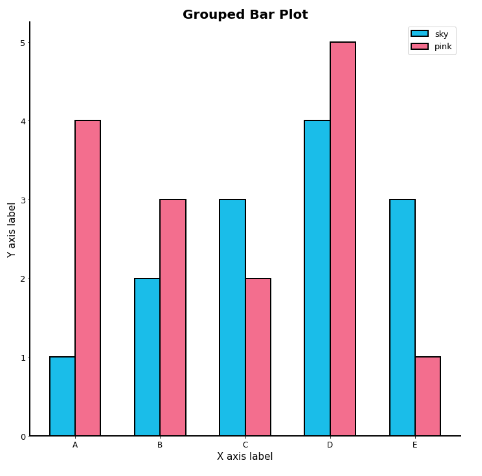 Grouped Bar Plot
sky
pink
Y axis label
5
4
3
2
1
0
A B C D E
X axis label